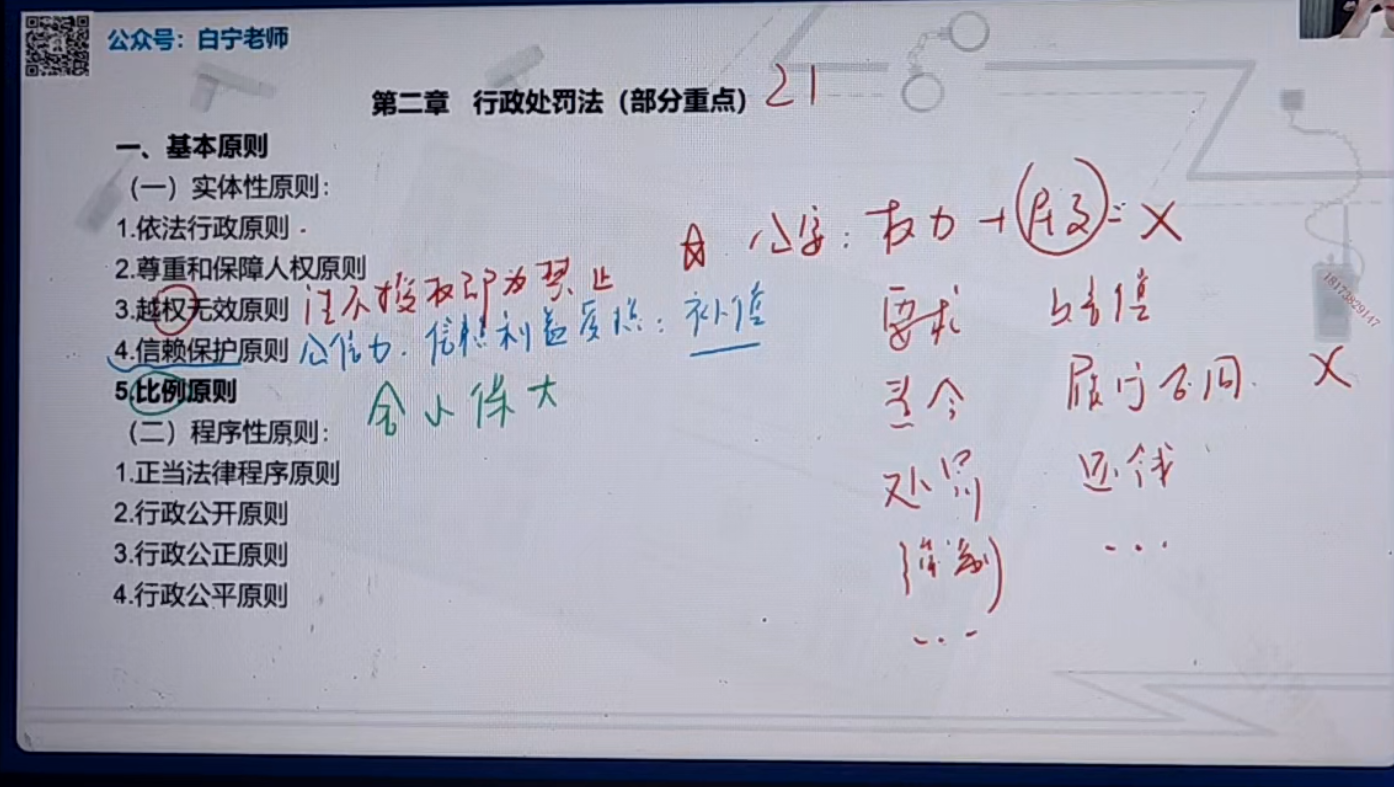 公众号：白宁老师
第二章 行政处罚法（部分重点） 21
一、基本原则
（一）实体性原则：
1.依法行政原则
2.尊重和保障人权原则
3.越权无效原则 法不授权即为禁止
4.信赖保护原则 公信力．信赖利益受损：补偿
5.比例原则 舍小保大
（二）程序性原则：
1.正当法律程序原则
2.行政公开原则
3.行政公正原则
4.行政公平原则
☆ 公安：权力 + 民事 = ×
要求 赔偿
责令 履行合同 ×
处罚 还钱
强制 ...
...
18173829147